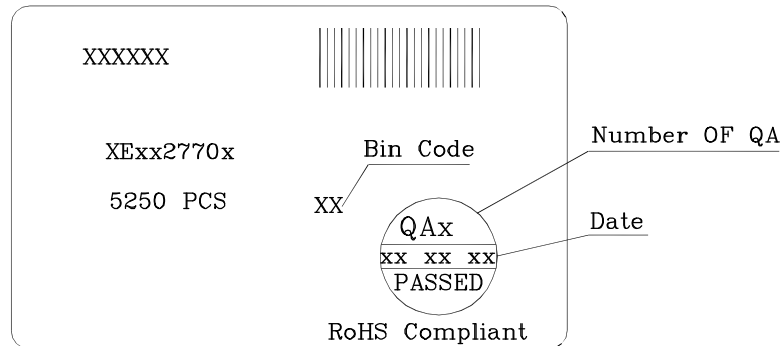 XXXXXX
XExx2770x
5250 PCS
Bin Code
XX
Number OF QA
Date
QAx
xx xx xx
PASSED
RoHS Compliant